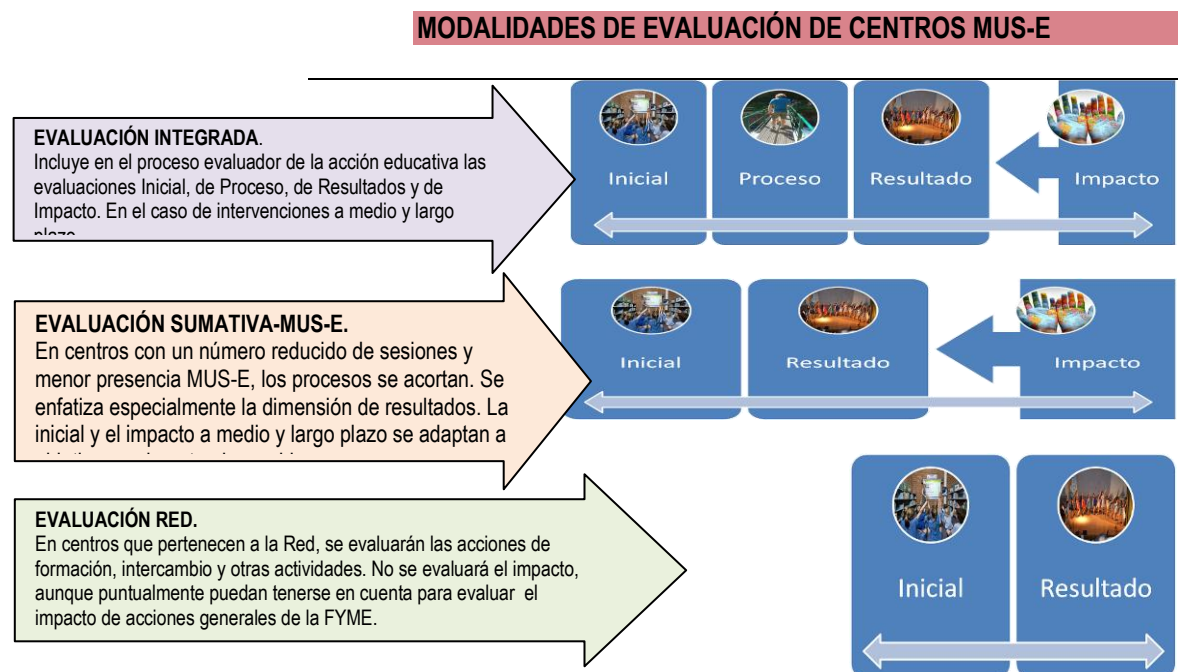 MODALIDADES DE EVALUACIÓN DE CENTROS MUS-E
EVALUACIÓN INTEGRADA.
Incluye en el proceso evaluador de la acción educativa las
evaluaciones Inicial, de Proceso, de Resultados y de
Impacto. En el caso de intervenciones a medio y largo
Inicial
Proceso
Resultado
Impacto
EVALUACIÓN SUMATIVA-MUS-E.
En centros con un número reducido de sesiones y
menor presencia MUS-E, los procesos se acortan. Se
enfatiza especialmente la dimensión de resultados. La
inicial y el impacto a medio y largo plazo se adaptan a
Inicial
Resultado
Impacto
EVALUACIÓN RED.
En centros que pertenecen a la Red, se evaluarán las acciones de
formación, intercambio y otras actividades. No se evaluará el impacto,
aunque puntualmente puedan tenerse en cuenta para evaluar el
impacto de acciones generales de la FYME.
Inicial
Resultado